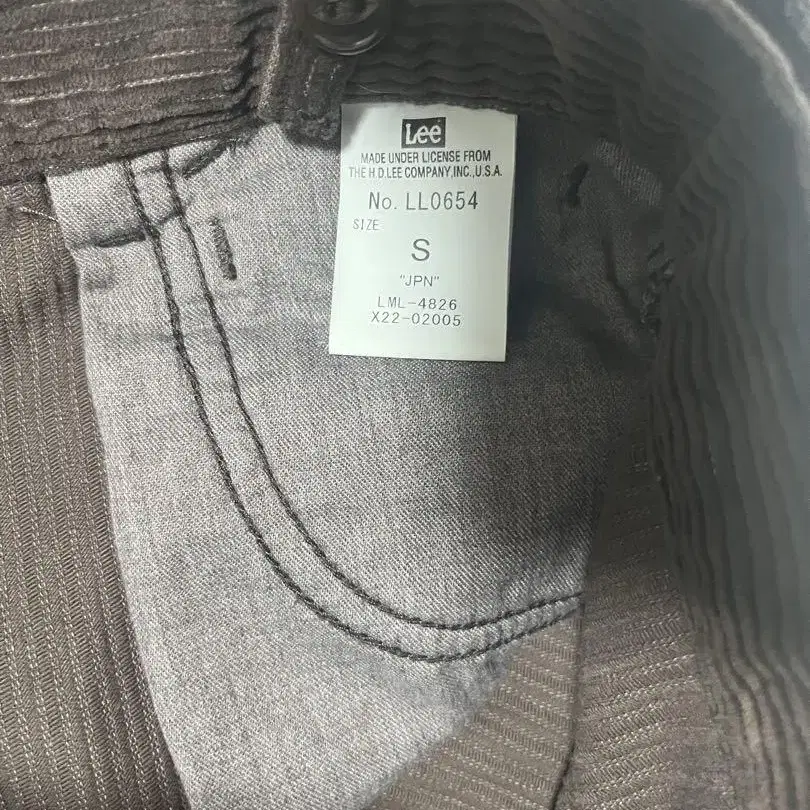 Lee
MADE UNDER LICENSE FROM
THE H D.LEE COMPANY,INC.,U.S.A.
No. LL0654
SIZE
S
"JPN"
LML-4826
X22-02005